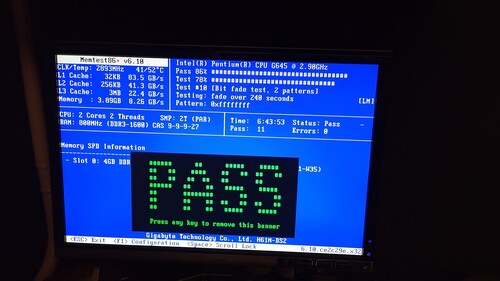 Memtest86+ v6.10
Intel(R) Pentium(R) CPU G645 @ 2.90GHz
CLK/Temp: 2893MHz 41/52°C
Pass 86%
L1 Cache: 32KB 83.5 GB/s
Test 78%
L2 Cache: 256KB 41.3 GB/s
Test #10 [Bit fade test, 2 patterns]
L3 Cache: 3MB 22.4 GB/s
Testing: fade over 240 seconds [LM]
Memory : 3.89GB 8.26 GB/s
Pattern: 0xffffffff
CPU: 2 Cores 2 Threads SMP: 2T (PAR)
Time: 6:43:53 Status: Pass -
RAM: 800MHz (DDR3-1600) CAS 9-9-9-27
Pass: 11 Errors: 0
Memory SPD Information
- Slot 0: 4GB DDR
PASS
Press any key to remove this banner
Gigabyte Technology Co., Ltd. H61M-DS2
<ESC> Exit <F1> Configuration <Space> Scroll Lock